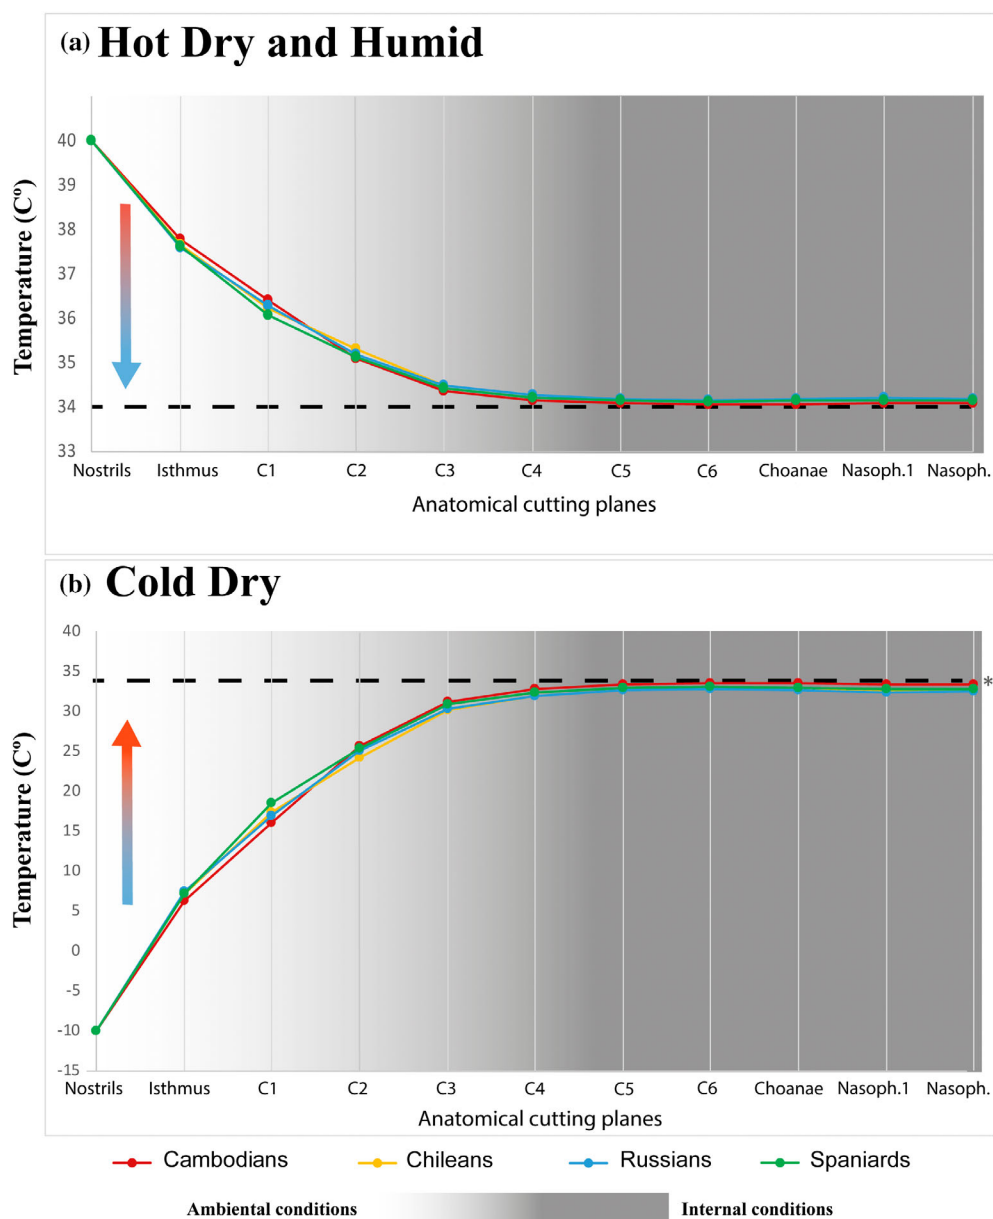 (a) Hot Dry and Humid
Temperature (Cº)
40
39
38
37
36
35
34
33
Nostrils Isthmus C1 C2 C3 C4 C5 C6 Choanae Nasoph.1 Nasoph.
Anatomical cutting planes
(b) Cold Dry
Temperature (Cº)
40
35
30
25
20
15
10
5
0
-5
-10
-15
*
Nostrils Isthmus C1 C2 C3 C4 C5 C6 Choanae Nasoph.1 Nasoph.
Anatomical cutting planes
Cambodians Chileans Russians Spaniards
Ambiental conditions Internal conditions